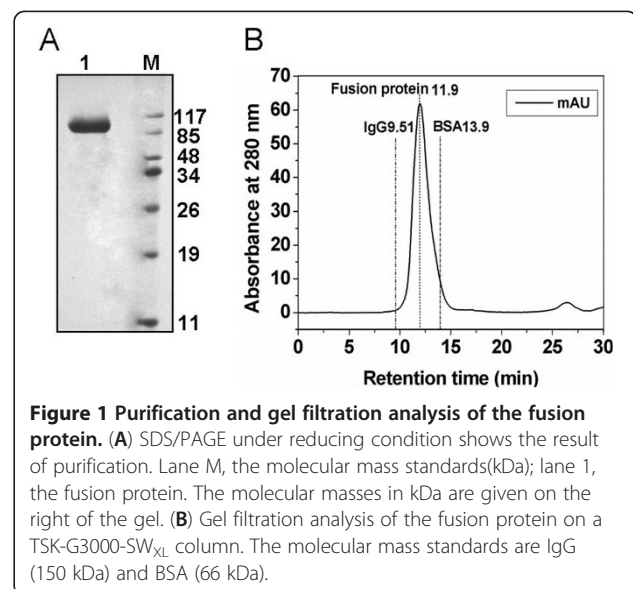 A
1 M
117
85
48
34
26
19
11
B
Absorbance at 280 nm
70
60
50
40
30
20
10
0
Fusion protein 11.9
IgG9.51 BSA13.9
mAU
0 5 10 15 20 25 30
Retention time (min)
Figure 1 Purification and gel filtration analysis of the fusion
protein. (A) SDS/PAGE under reducing condition shows the result
of purification. Lane M, the molecular mass standards(kDa); lane 1,
the fusion protein. The molecular masses in kDa are given on the
right of the gel. (B) Gel filtration analysis of the fusion protein on a
TSK-G3000-SWXL column. The molecular mass standards are IgG
(150 kDa) and BSA (66 kDa).